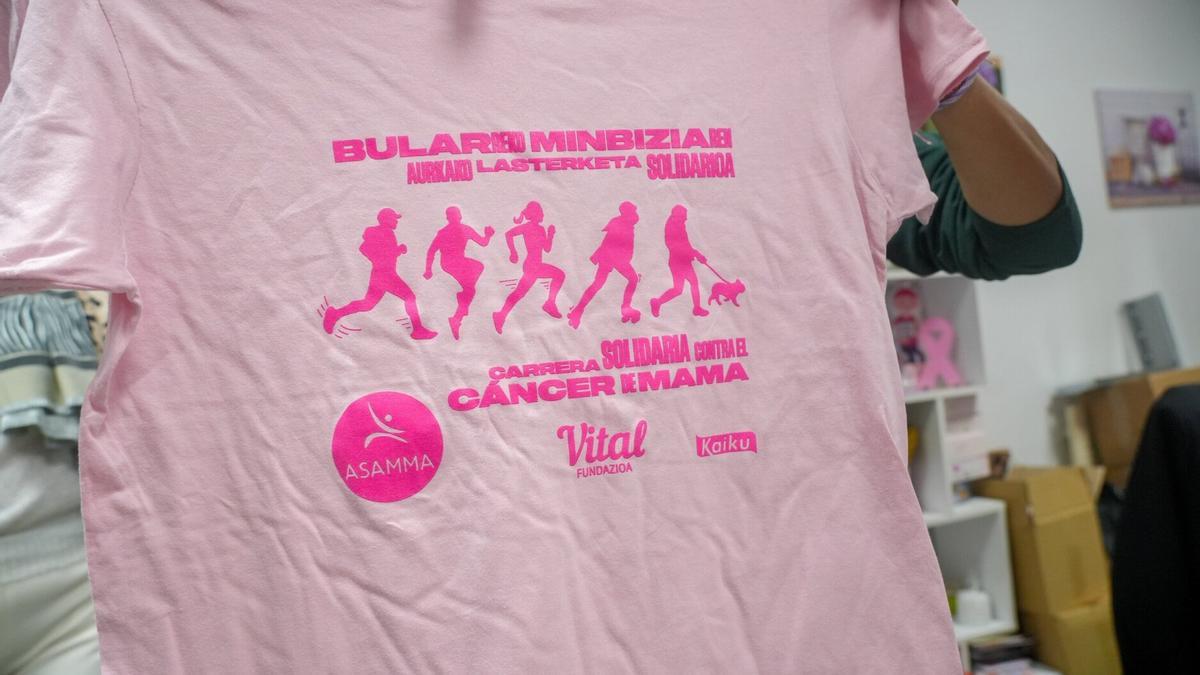 BULARREKO MINBIZIAREN
AURKAKO LASTERKETA SOLIDARIOA
CARRERA SOLIDARIA CONTRA EL
CÁNCER DE MAMA
ASAMMA
Vital
FUNDAZIOA
Kaiku